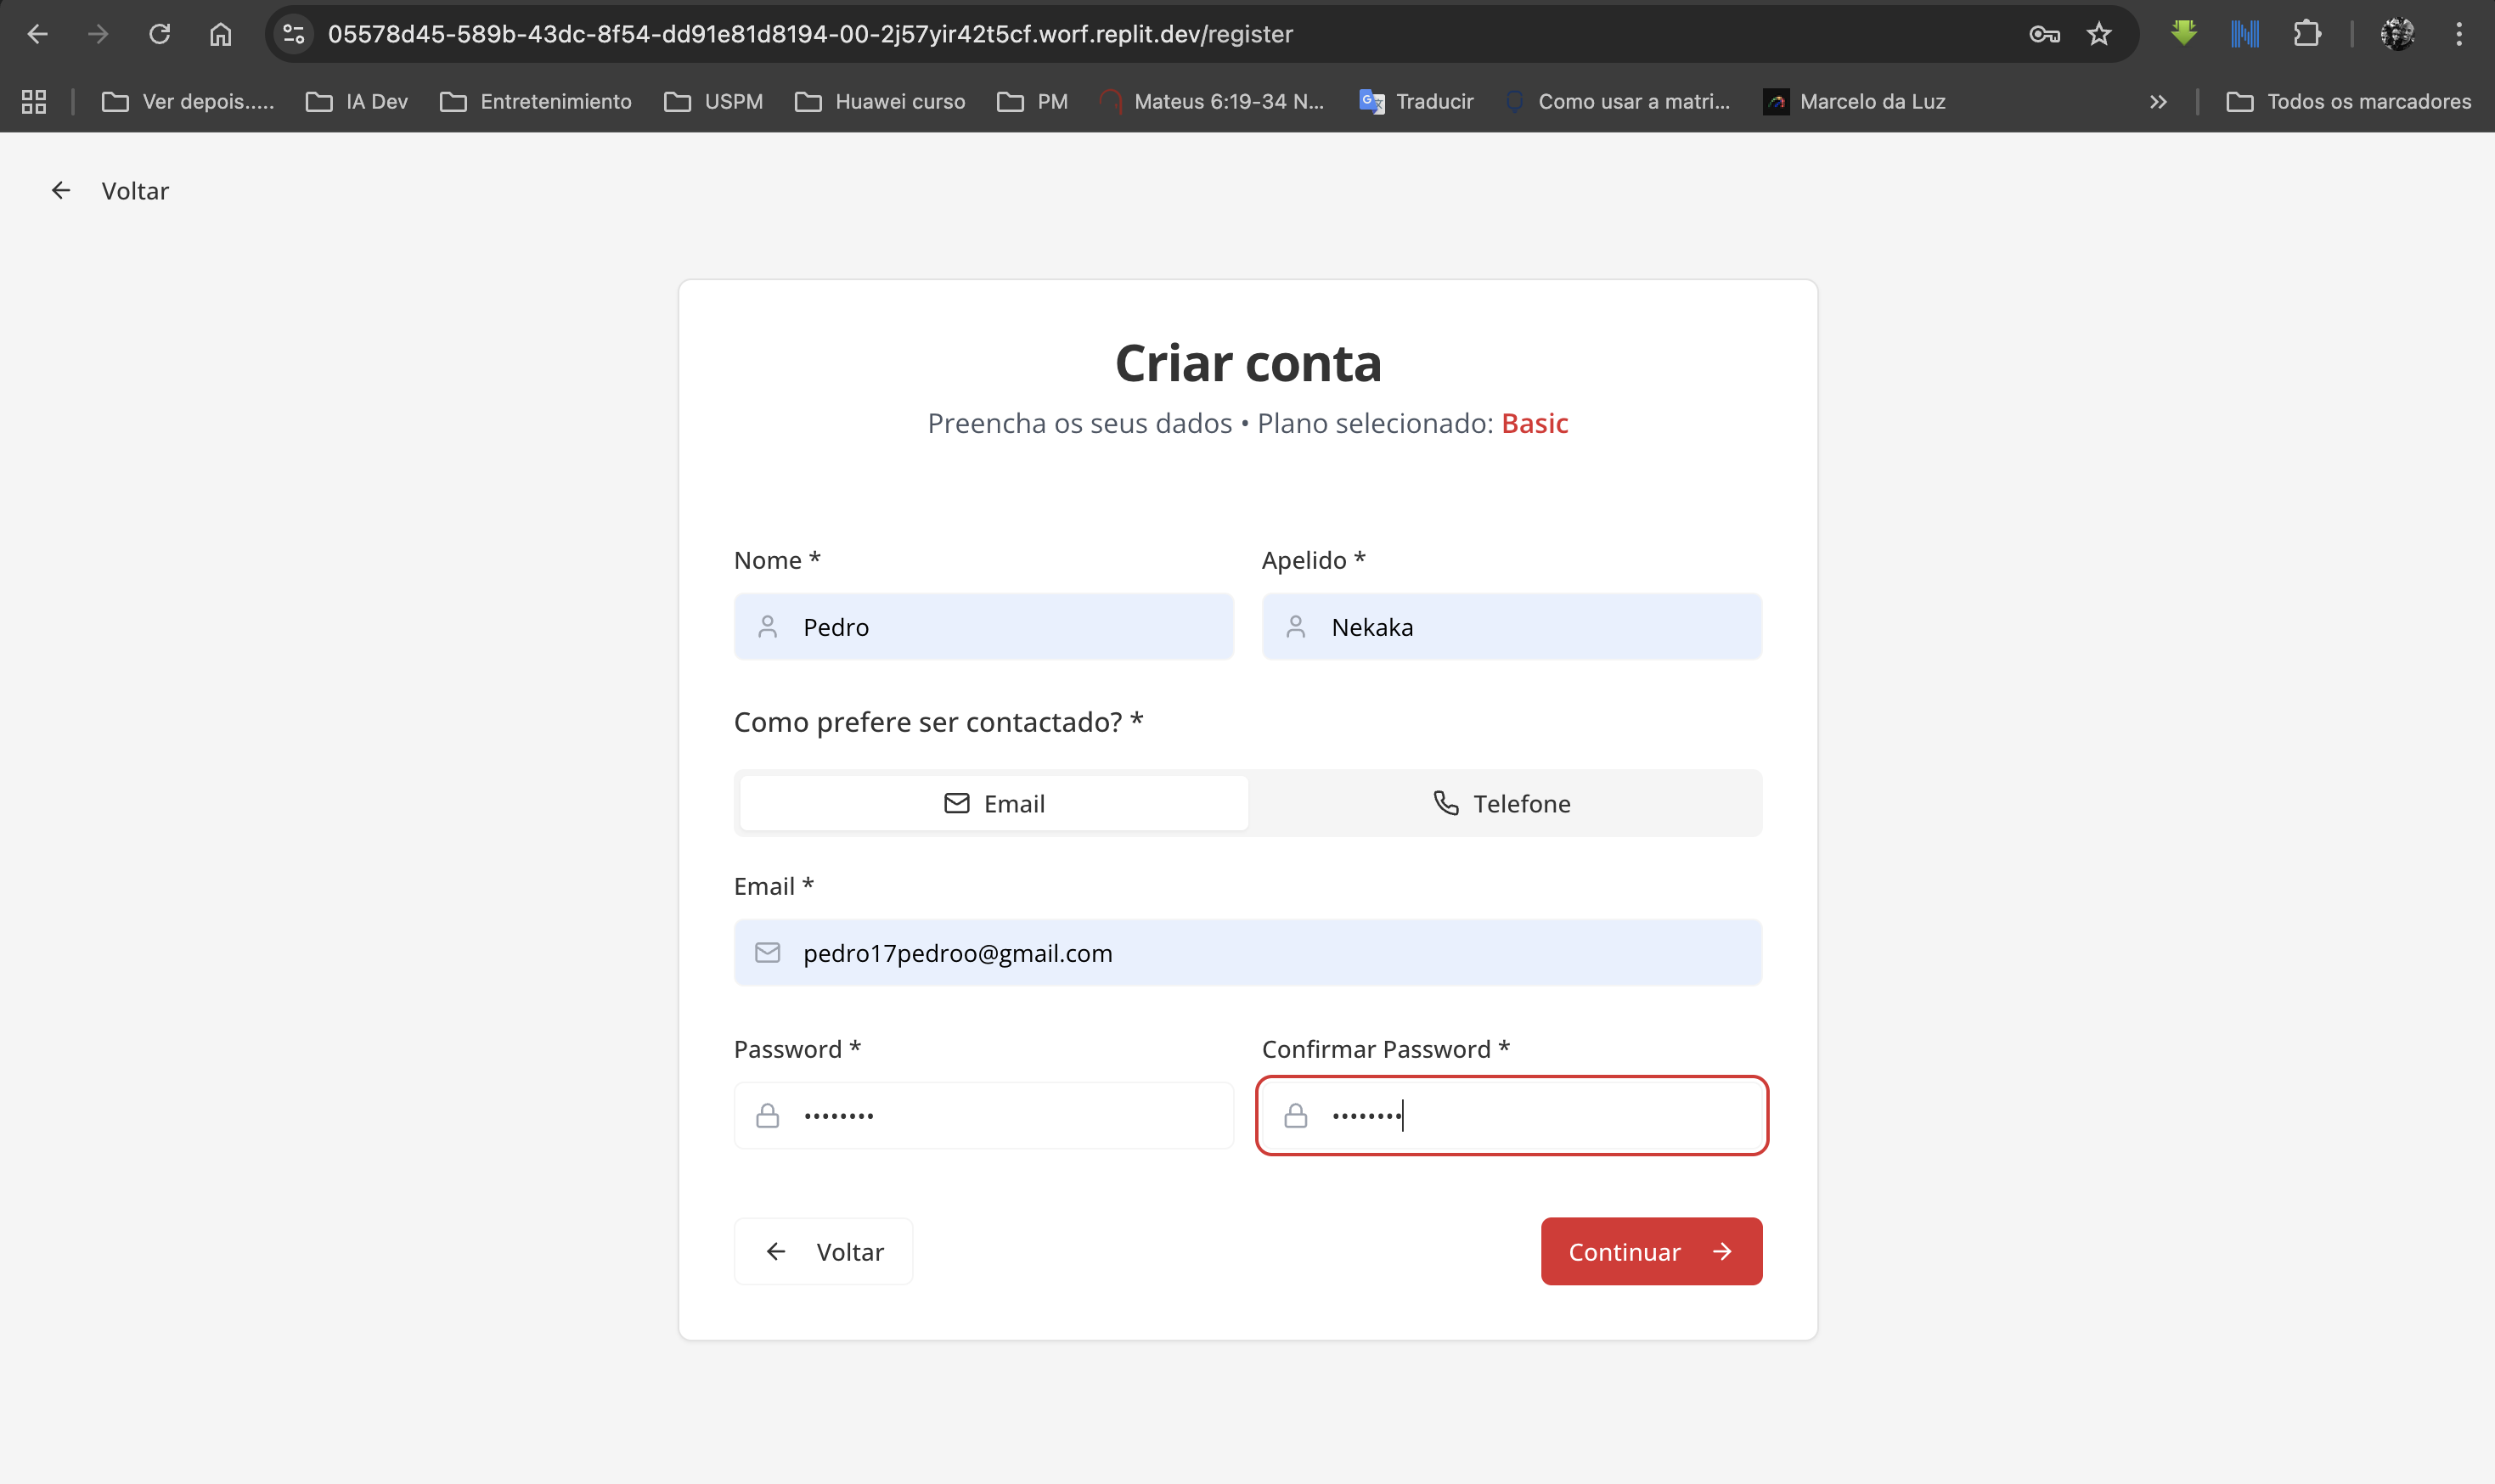 05578d45-589b-43dc-8f54-dd91e81d8194-00-2j57yir42t5cf.worf.replit.dev/register
Ver depois..... IA Dev Entretenimiento USPM Huawei curso PM Mateus 6:19-34 N... Traducir Como usar a matri... Marcelo da Luz Todos os marcadores
Voltar
Criar conta
Preencha os seus dados • Plano selecionado: Basic
Nome * Apelido *
Pedro Nekaka
Como prefere ser contactado? *
Email Telefone
Email *
pedro17pedroo@gmail.com
Password * Confirmar Password *
•••••••• ••••••••
Voltar Continuar